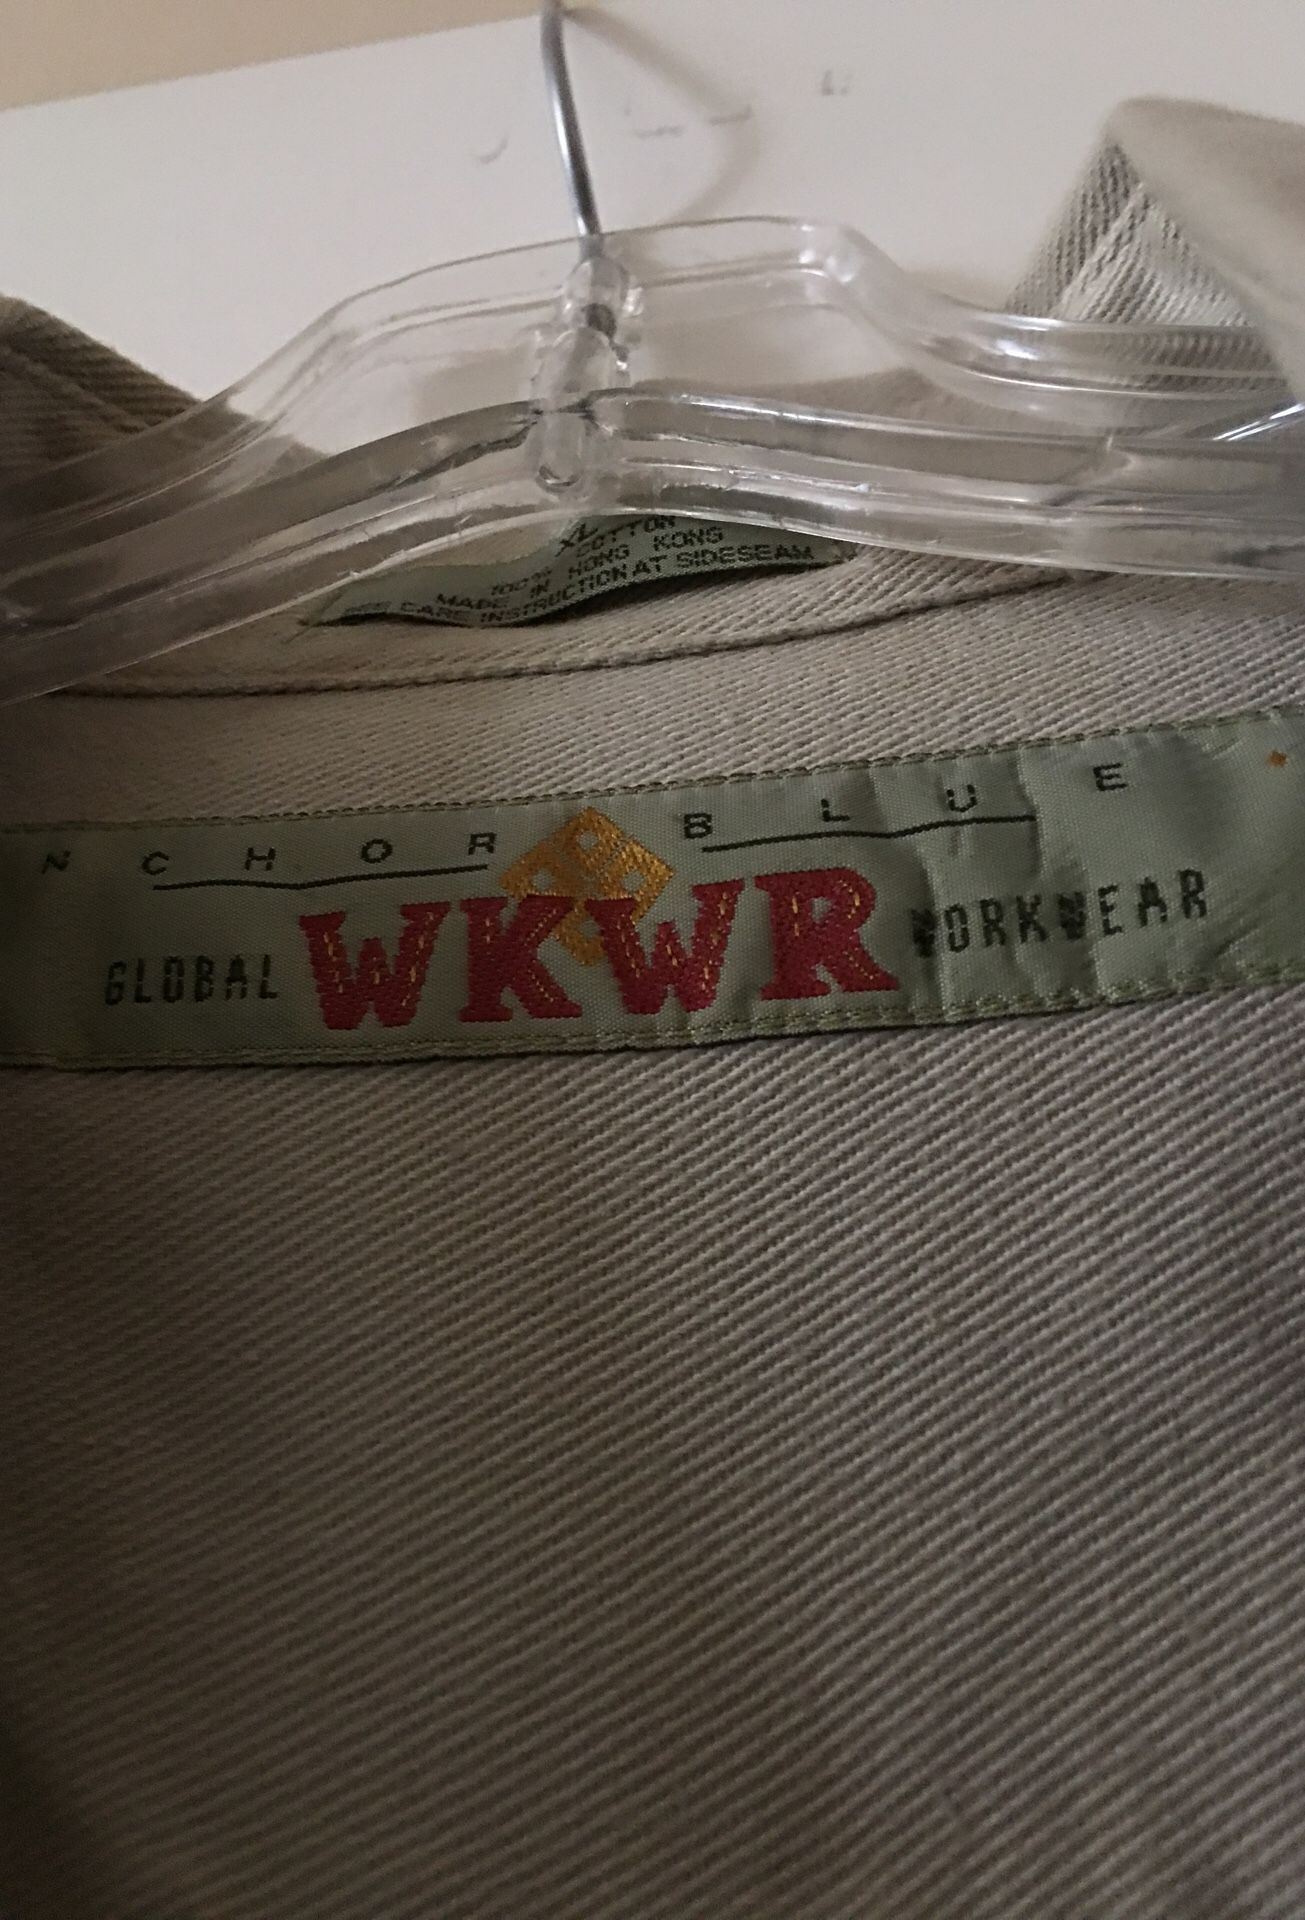 XL
100% COTTON
MADE IN HONG KONG
SEE CARE INSTRUCTION AT SIDESEAM
NCHOR BLUE
GLOBAL WKWR WORKWEAR